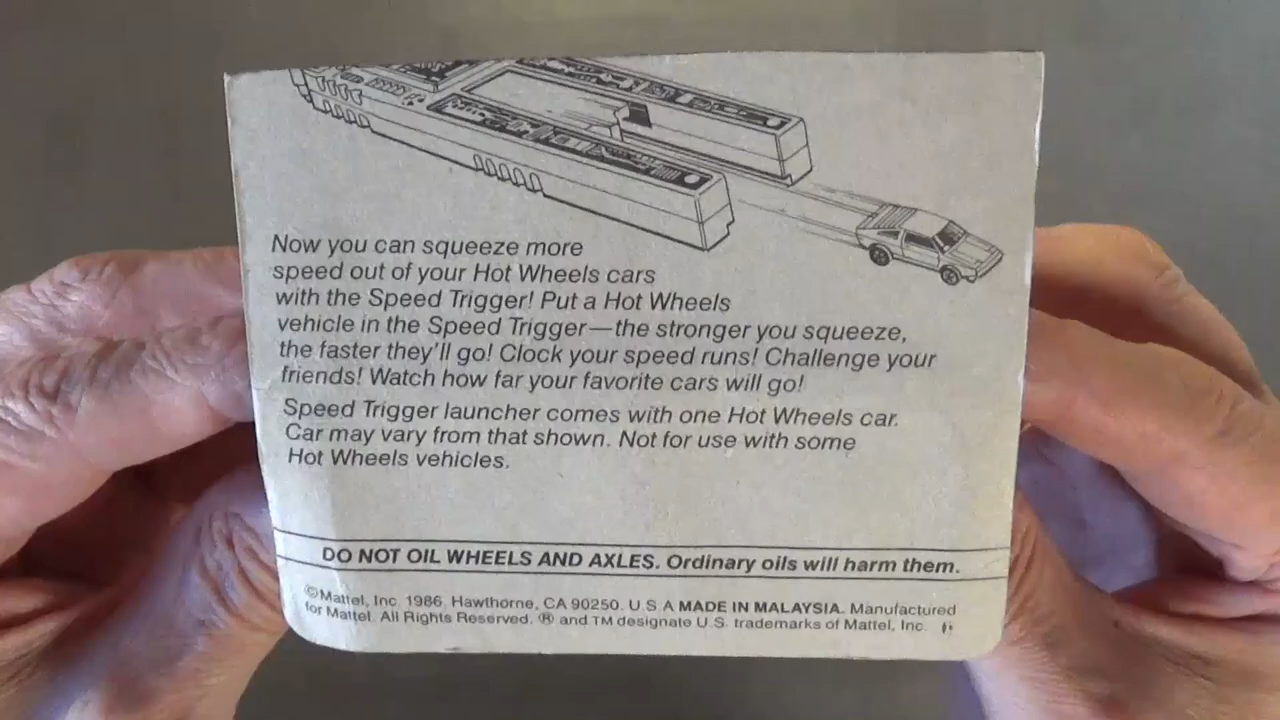 Now you can squeeze more
speed out of your Hot Wheels cars
with the Speed Trigger! Put a Hot Wheels
vehicle in the Speed Trigger—the stronger you squeeze,
the faster they'll go! Clock your speed runs! Challenge your
friends! Watch how far your favorite cars will go!
Speed Trigger launcher comes with one Hot Wheels car.
Car may vary from that shown. Not for use with some
Hot Wheels vehicles.
DO NOT OIL WHEELS AND AXLES. Ordinary oils will harm them.
©Mattel, Inc. 1986. Hawthorne, CA 90250. U.S.A MADE IN MALAYSIA. Manufactured
for Mattel. All Rights Reserved. ® and TM designate U.S. trademarks of Mattel, Inc.